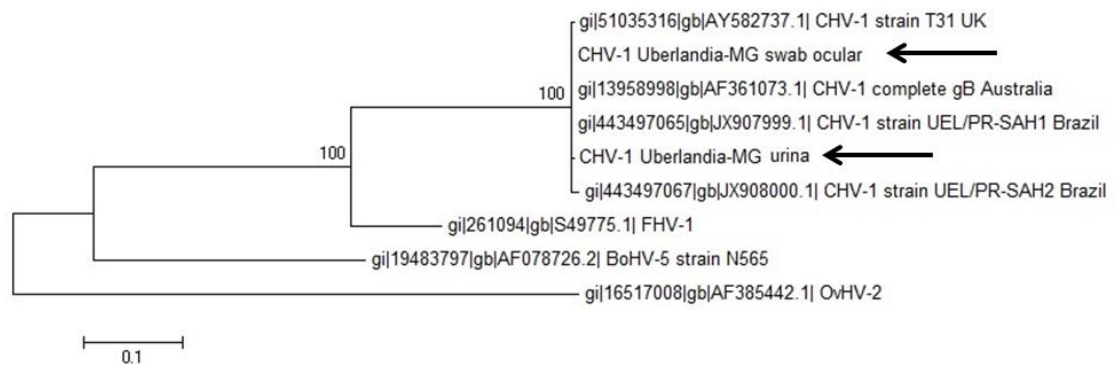 gi|51035316|gb|AY582737.1| CHV-1 strain T31 UK
CHV-1 Uberlandia-MG swab ocular
100
gi|13958998|gb|AF361073.1| CHV-1 complete gB Australia
gi|443497065|gb|JX907999.1| CHV-1 strain UEL/PR-SAH1 Brazil
100
CHV-1 Uberlandia-MG urina
gi|443497067|gb|JX908000.1| CHV-1 strain UEL/PR-SAH2 Brazil
gi|261094|gb|S49775.1| FHV-1
gi|19483797|gb|AF078726.2| BoHV-5 strain N565
gi|16517008|gb|AF385442.1| OvHV-2
0.1